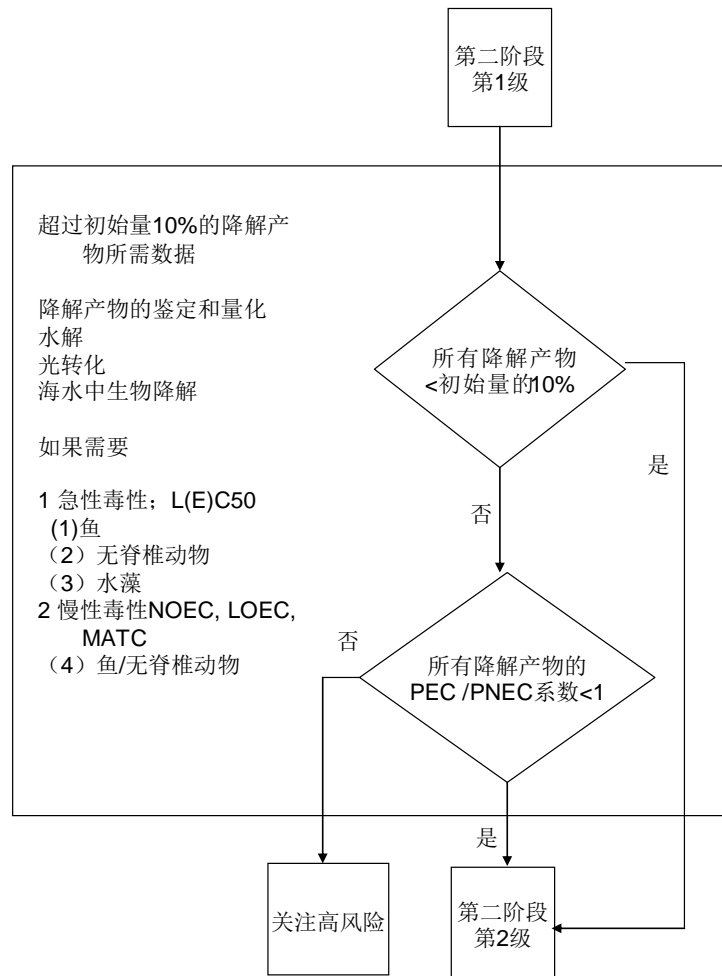 第二阶段
第1级
超过初始量10%的降解产
物所需数据
降解产物的鉴定和量化
水解
光转化
海水中生物降解
如果需要
1 急性毒性；L(E)C50
(1)鱼
（2）无脊椎动物
（3）水藻
2 慢性毒性NOEC, LOEC,
MATC
（4）鱼/无脊椎动物
所有降解产物
<初始量的10%
是
否
所有降解产物的
PEC /PNEC系数<1
否
是
关注高风险
第二阶段
第2级